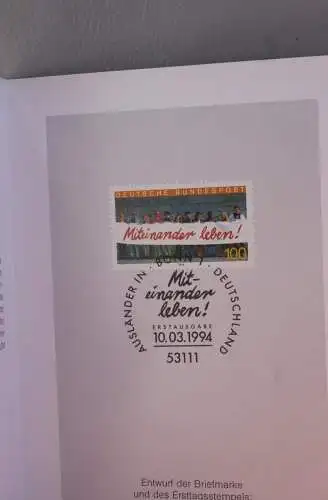 DEUTSCHE BUNDESPOST
Miteinander leben!
100
BONN 1
AUSLÄNDER IN · DEUTSCHLAND
Mit-
einander
leben!
ERSTAUSGABE
10.03.1994
53111
Entwurf der Briefmarke
und des Ersttagsstempels: